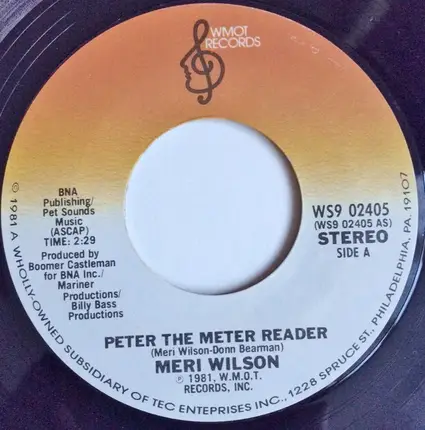 WMOT
RECORDS
BNA
Publishing/
Pet Sounds
Music
(ASCAP)
TIME: 2:29
Produced by
Boomer Castleman
for BNA Inc./
Mariner
Productions/
Billy Bass
Productions
WS9 02405
(WS9 02405 AS)
STEREO
SIDE A
PETER THE METER READER
(Meri Wilson-Donn Bearman)
MERI WILSON
℗ 1981, W.M.O.T.
RECORDS, INC.
© 1981 A WHOLLY-OWNED SUBSIDIARY OF TEC ENTEPRISES INC., 1228 SPRUCE ST., PHILADELPHIA, PA. 19107